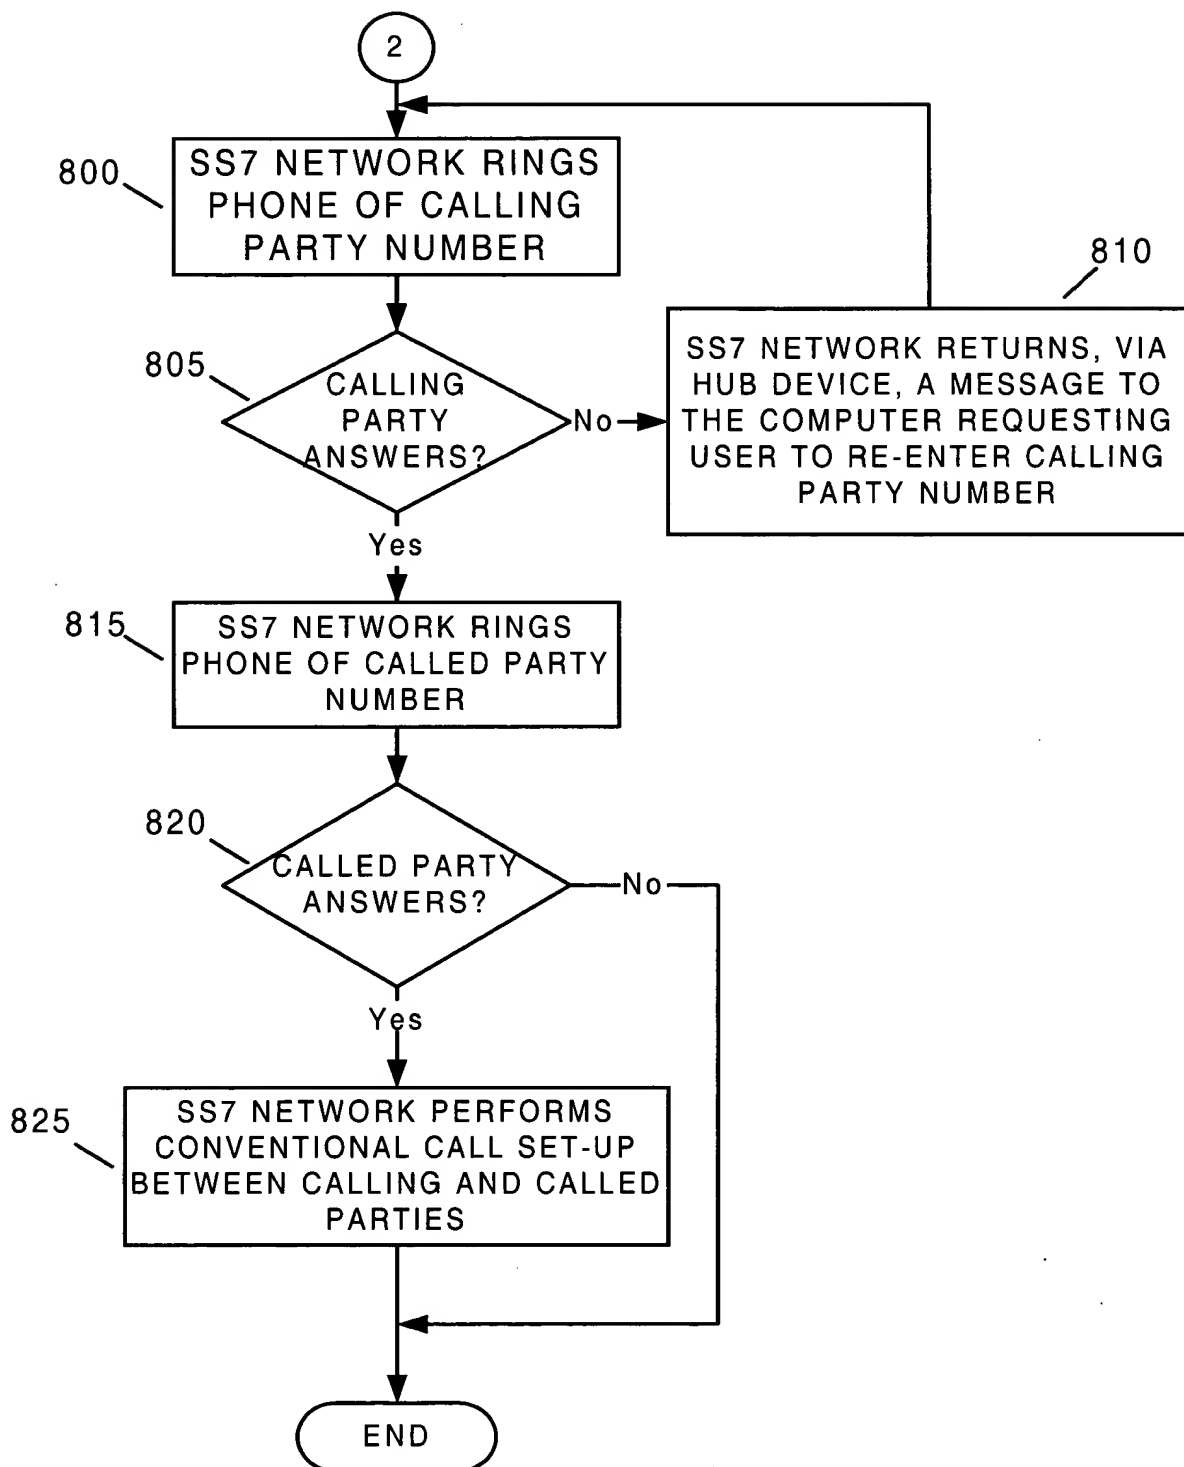 2
800
SS7 NETWORK RINGS
PHONE OF CALLING
PARTY NUMBER
810
SS7 NETWORK RETURNS, VIA
HUB DEVICE, A MESSAGE TO
THE COMPUTER REQUESTING
USER TO RE-ENTER CALLING
PARTY NUMBER
805
CALLING
PARTY
ANSWERS?
No
Yes
815
SS7 NETWORK RINGS
PHONE OF CALLED PARTY
NUMBER
820
CALLED PARTY
ANSWERS?
No
Yes
825
SS7 NETWORK PERFORMS
CONVENTIONAL CALL SET-UP
BETWEEN CALLING AND CALLED
PARTIES
END